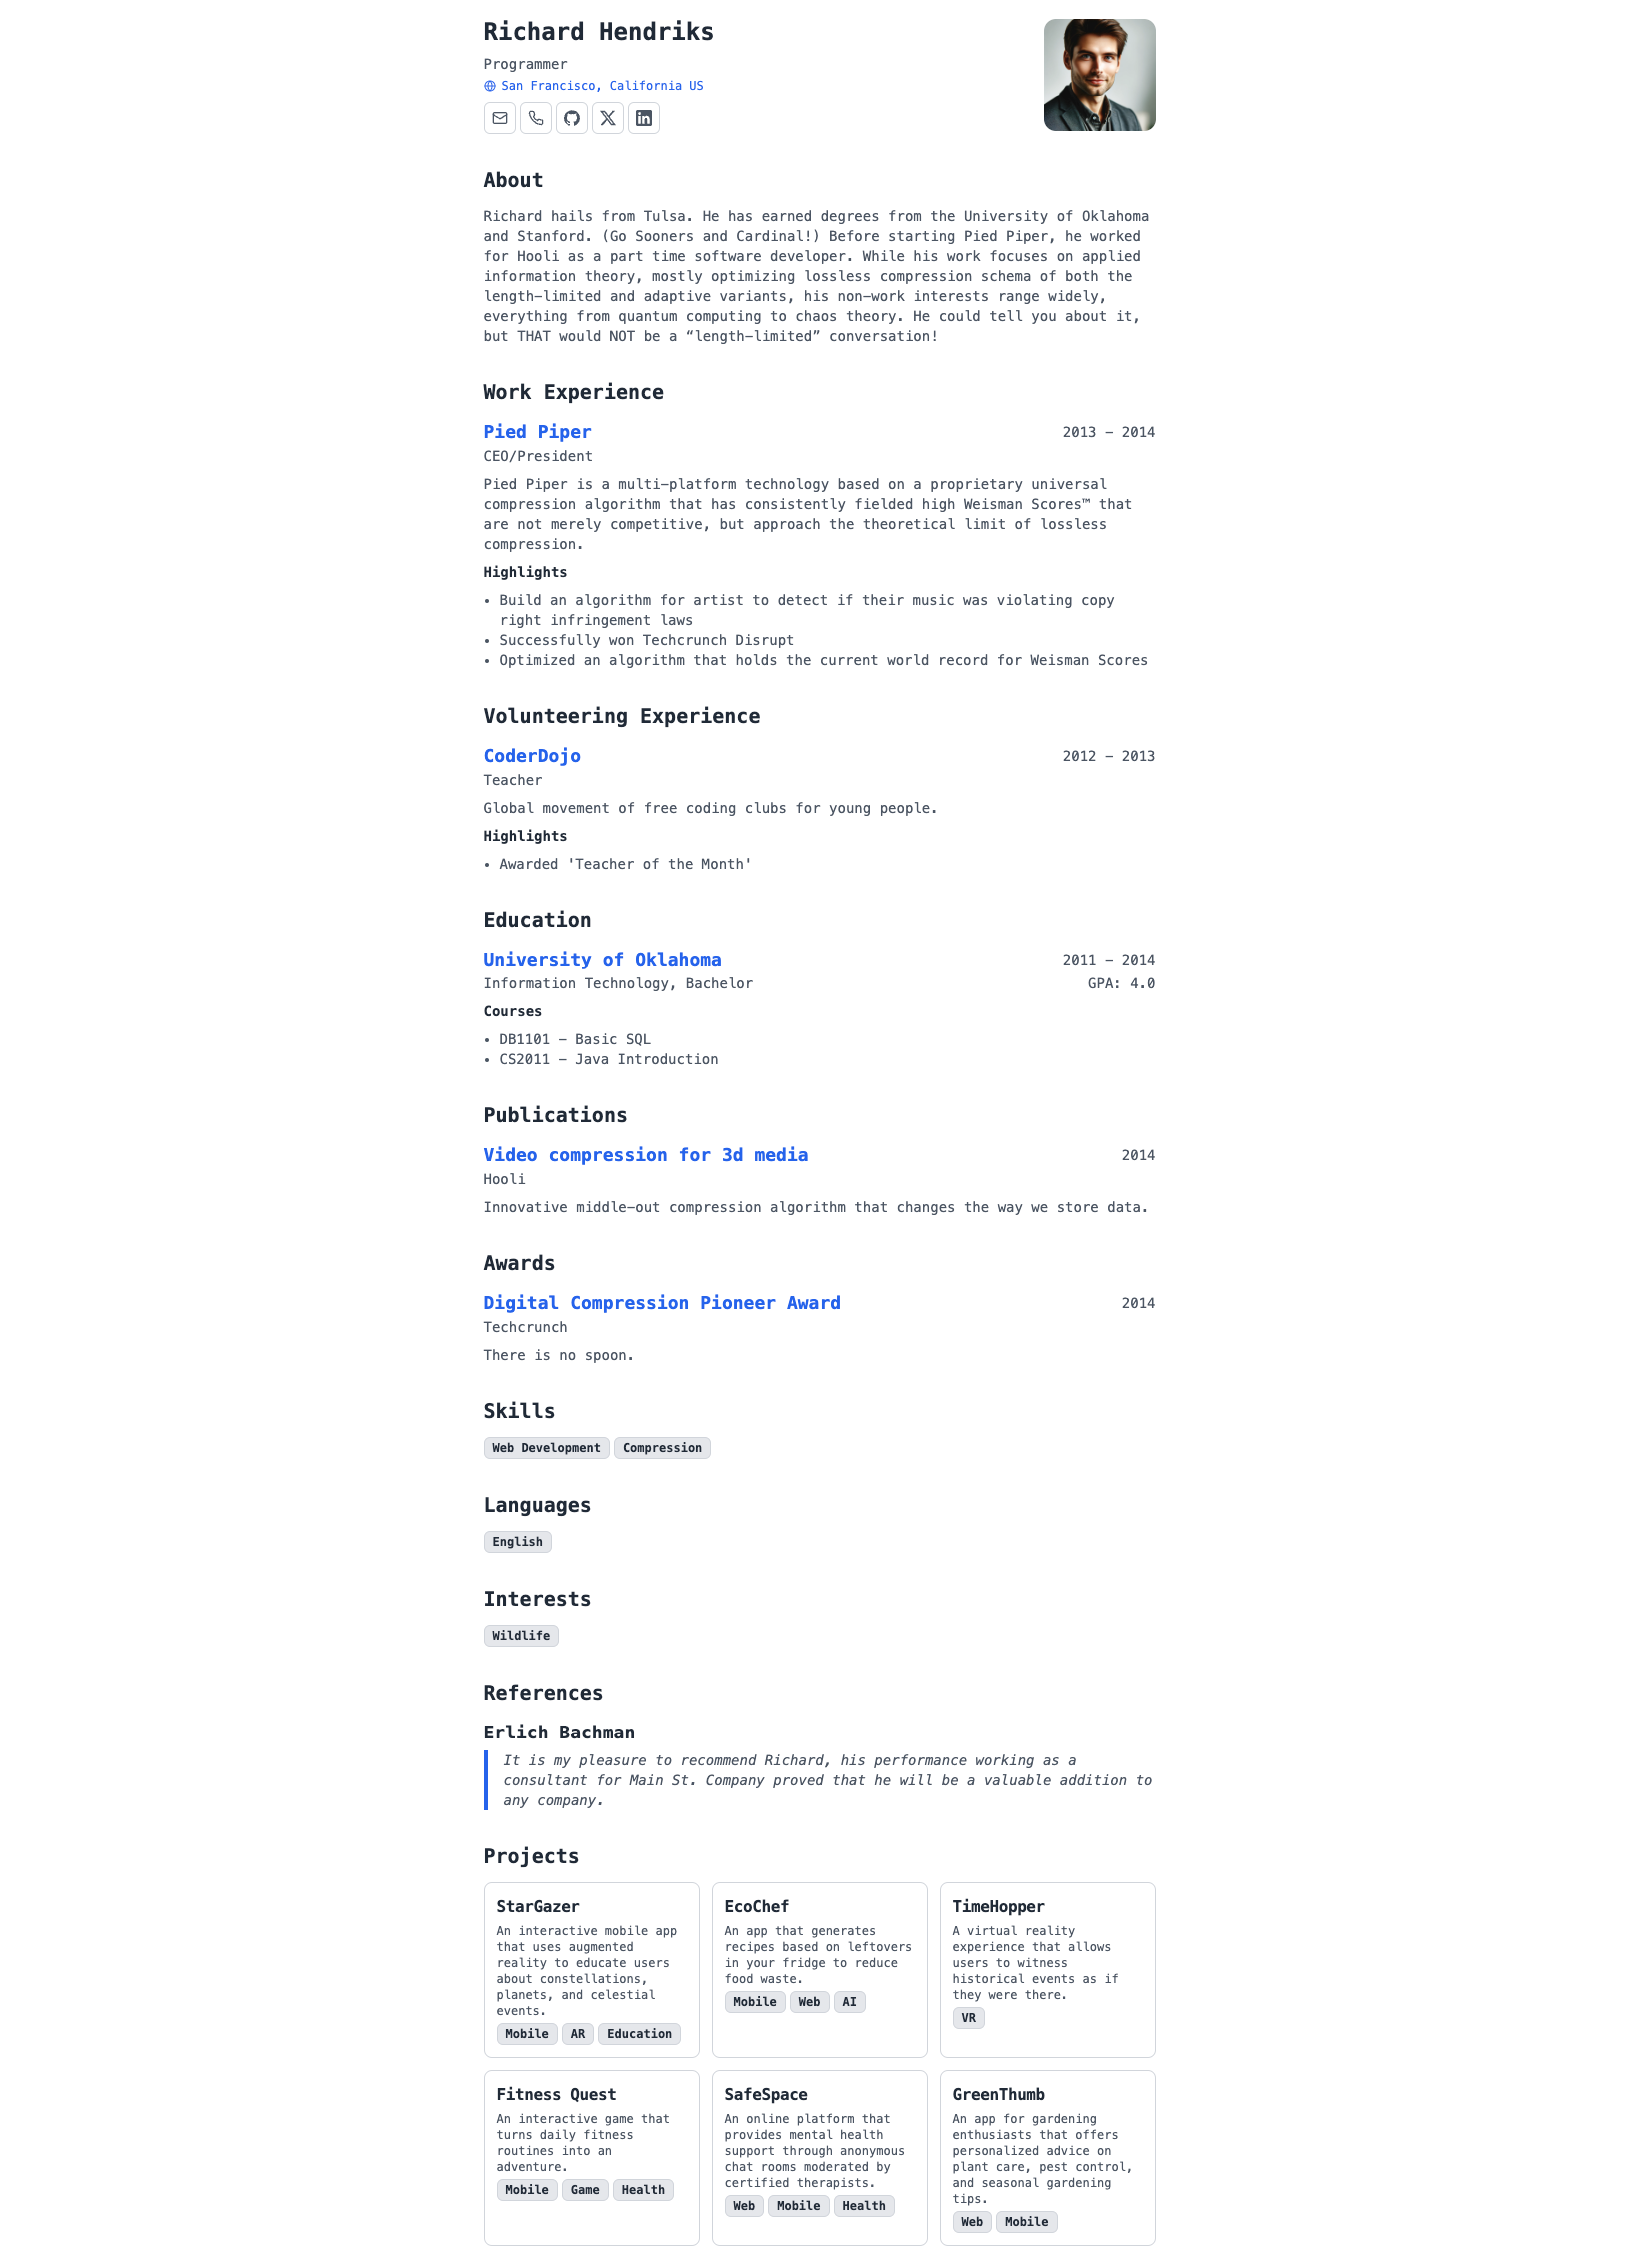 Richard Hendriks
Programmer
San Francisco, California US
About
Richard hails from Tulsa. He has earned degrees from the University of Oklahoma
and Stanford. (Go Sooners and Cardinal!) Before starting Pied Piper, he worked
for Hooli as a part time software developer. While his work focuses on applied
information theory, mostly optimizing lossless compression schema of both the
length-limited and adaptive variants, his non-work interests range widely,
everything from quantum computing to chaos theory. He could tell you about it,
but THAT would NOT be a “length-limited” conversation!
Work Experience
Pied Piper 2013 - 2014
CEO/President
Pied Piper is a multi-platform technology based on a proprietary universal
compression algorithm that has consistently fielded high Weisman Scores™ that
are not merely competitive, but approach the theoretical limit of lossless
compression.
Highlights
• Build an algorithm for artist to detect if their music was violating copy
right infringement laws
• Successfully won Techcrunch Disrupt
• Optimized an algorithm that holds the current world record for Weisman Scores
Volunteering Experience
CoderDojo 2012 - 2013
Teacher
Global movement of free coding clubs for young people.
Highlights
• Awarded 'Teacher of the Month'
Education
University of Oklahoma 2011 - 2014
Information Technology, Bachelor GPA: 4.0
Courses
• DB1101 - Basic SQL
• CS2011 - Java Introduction
Publications
Video compression for 3d media 2014
Hooli
Innovative middle-out compression algorithm that changes the way we store data.
Awards
Digital Compression Pioneer Award 2014
Techcrunch
There is no spoon.
Skills
Web Development Compression
Languages
English
Interests
Wildlife
References
Erlich Bachman
It is my pleasure to recommend Richard, his performance working as a
consultant for Main St. Company proved that he will be a valuable addition to
any company.
Projects
StarGazer
An interactive mobile app
that uses augmented
reality to educate users
about constellations,
planets, and celestial
events.
Mobile AR Education
EcoChef
An app that generates
recipes based on leftovers
in your fridge to reduce
food waste.
Mobile Web AI
TimeHopper
A virtual reality
experience that allows
users to witness
historical events as if
they were there.
VR
Fitness Quest
An interactive game that
turns daily fitness
routines into an
adventure.
Mobile Game Health
SafeSpace
An online platform that
provides mental health
support through anonymous
chat rooms moderated by
certified therapists.
Web Mobile Health
GreenThumb
An app for gardening
enthusiasts that offers
personalized advice on
plant care, pest control,
and seasonal gardening
tips.
Web Mobile